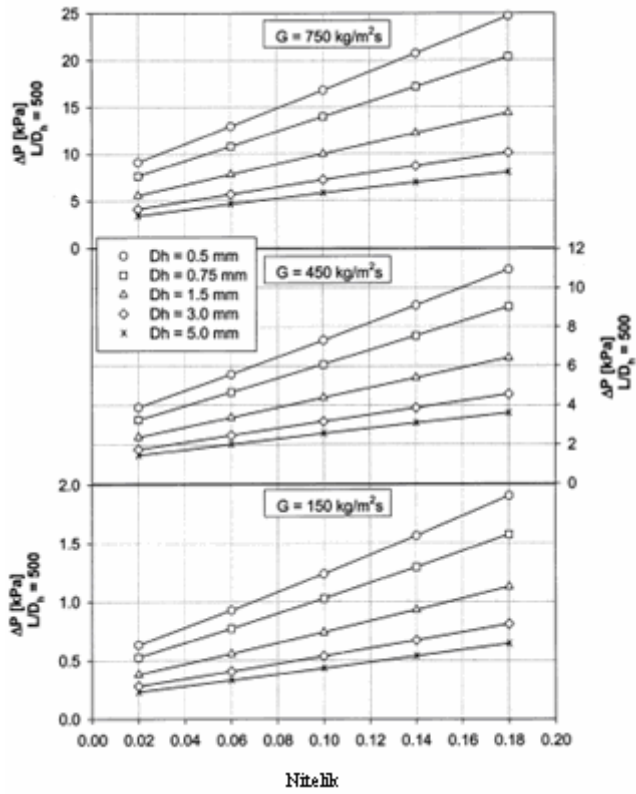 25
20
15
10
5
0
ΔP [kPa]
L/D_h = 500
G = 750 kg/m²s
○ Dh = 0.5 mm
□ Dh = 0.75 mm
△ Dh = 1.5 mm
◇ Dh = 3.0 mm
× Dh = 5.0 mm
G = 450 kg/m²s
12
10
8
6
4
2
0
ΔP [kPa]
L/D_h = 500
2.0
1.5
1.0
0.5
0.0
ΔP [kPa]
L/D_h = 500
G = 150 kg/m²s
0.00 0.02 0.04 0.06 0.08 0.10 0.12 0.14 0.16 0.18 0.20
Nitelik